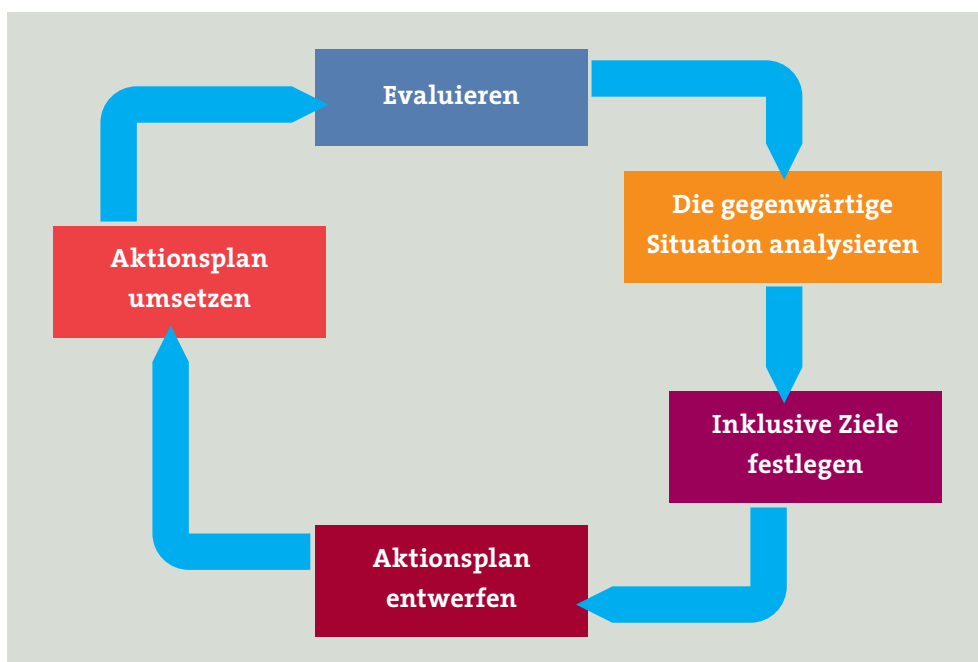 Evaluieren
Die gegenwärtige
Situation analysieren
Inklusive Ziele
festlegen
Aktionsplan
entwerfen
Aktionsplan
umsetzen